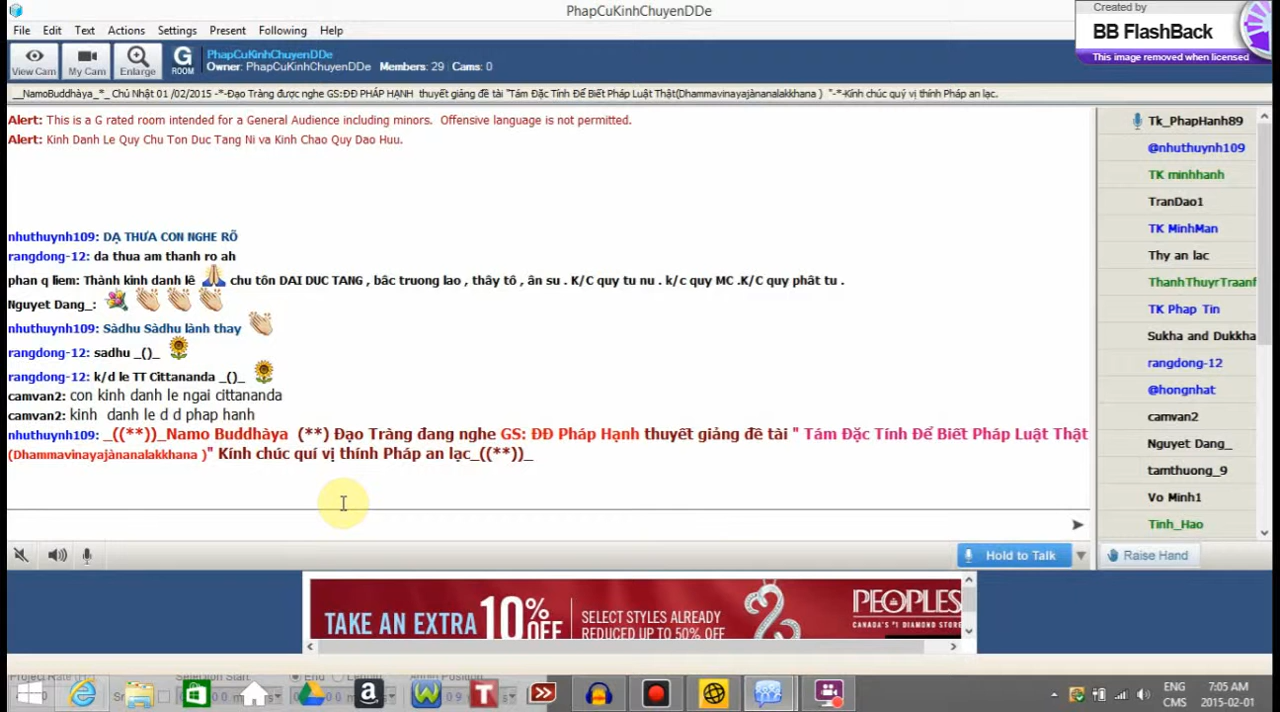 PhapCuKinhChuyenDDe
Created by
BB FlashBack
This image removed when licensed
File Edit Text Actions Settings Present Following Help
View Cam
My Cam
Enlarge
G
ROOM
PhapCuKinhChuyenDDe
Owner: PhapCuKinhChuyenDDe Members: 29 Cams: 0
__NamoBuddhàya_*_ Chủ Nhật 01 /02/2015 -*-Đạo Tràng được nghe GS:ĐĐ PHÁP HẠNH thuyết giảng đề tài "Tám Đặc Tính Để Biết Pháp Luật Thật(Dhammavinayajànanalakkhana ) "-*-Kính chúc quý vị thính Pháp an lạc.
Alert: This is a G rated room intended for a General Audience including minors. Offensive language is not permitted.
Alert: Kinh Danh Le Quy Chu Ton Duc Tang Ni va Kinh Chao Quy Dao Huu.
nhuthuynh109: DẠ THƯA CON NGHE RÕ
rangdong-12: da thua am thanh ro ah
phan q liem: Thành kinh danh lê chu tôn DAI DUC TANG , bâc truong lao , thây tô , ân su . K/C quy tu nu . k/c quy MC .K/C quy phât tu .
Nguyet Dang_:
nhuthuynh109: Sàdhu Sàdhu lành thay
rangdong-12: sadhu _()_
rangdong-12: k/d le TT Cittananda _()_
camvan2: con kinh danh le ngai cittananda
camvan2: kinh danh le d d phap hanh
nhuthuynh109: _((**))_Namo Buddhàya (**) Đạo Tràng đang nghe GS: ĐĐ Pháp Hạnh thuyết giảng đề tài " Tám Đặc Tính Để Biết Pháp Luật Thật
(Dhammavinayajànanalakkhana )" Kính chúc quí vị thính Pháp an lạc_((**))_
Tk_PhapHanh89
@nhuthuynh109
TK minhhanh
TranDao1
TK MinhMan
Thy an lac
ThanhThuyrTraanf
TK Phap Tin
Sukha and Dukkha
rangdong-12
@hongnhat
camvan2
Nguyet Dang_
tamthuong_9
Vo Minh1
Tinh_Hao
Hold to Talk
Raise Hand
TAKE AN EXTRA 10% OFF
SELECT STYLES ALREADY
REDUCED UP TO 50% OFF
PEOPLES
CANADA'S #1 DIAMOND STORE
ENG
CMS
7:05 AM
2015-02-01